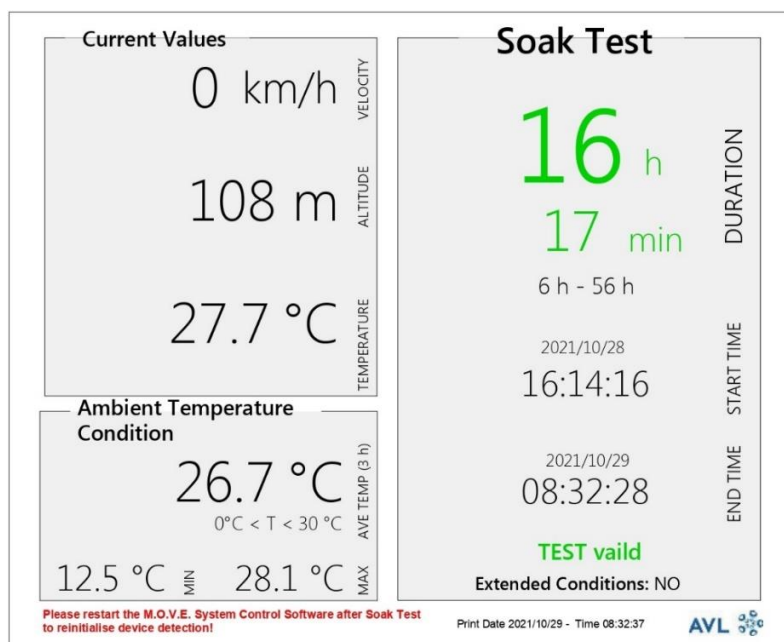 Current Values
0 km/h
VELOCITY
108 m
ALTITUDE
27.7 °C
TEMPERATURE
Ambient Temperature
Condition
26.7 °C
AVE TEMP (3 h)
0°C < T < 30 °C
12.5 °C MIN 28.1 °C MAX
Soak Test
16 h
17 min
DURATION
6 h - 56 h
2021/10/28
16:14:16
START TIME
2021/10/29
08:32:28
END TIME
TEST vaild
Extended Conditions: NO
Please restart the M.O.V.E. System Control Software after Soak Test
to reinitialise device detection!
Print Date 2021/10/29 - Time 08:32:37
AVL